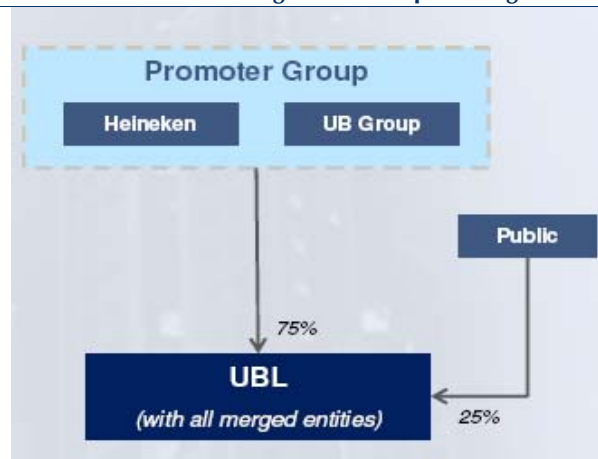 Promoter Group
Heineken
UB Group
Public
75%
UBL
(with all merged entities)
25%